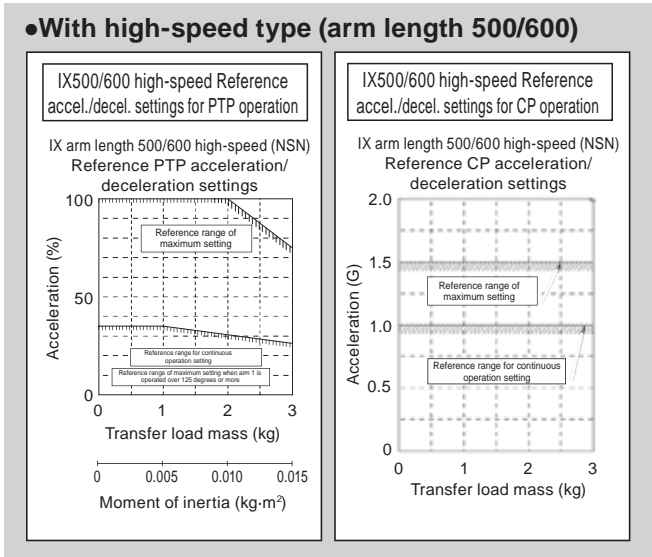 ●With high-speed type (arm length 500/600)
IX500/600 high-speed Reference
accel./decel. settings for PTP operation
IX arm length 500/600 high-speed (NSN)
Reference PTP acceleration/
deceleration settings
100
50
0
Acceleration (%)
Reference range of
maximum setting
Reference range for continuous
operation setting
Reference range of maximum setting when arm 1 is
operated over 125 degrees or more
0 1 2 3
Transfer load mass (kg)
0 0.005 0.010 0.015
Moment of inertia (kg·m²)
IX500/600 high-speed Reference
accel./decel. settings for CP operation
IX arm length 500/600 high-speed (NSN)
Reference CP acceleration/
deceleration settings
2.0
1.5
1.0
0.5
0
Acceleration (G)
Reference range of
maximum setting
Reference range for continuous
operation setting
0 1 2 3
Transfer load mass (kg)